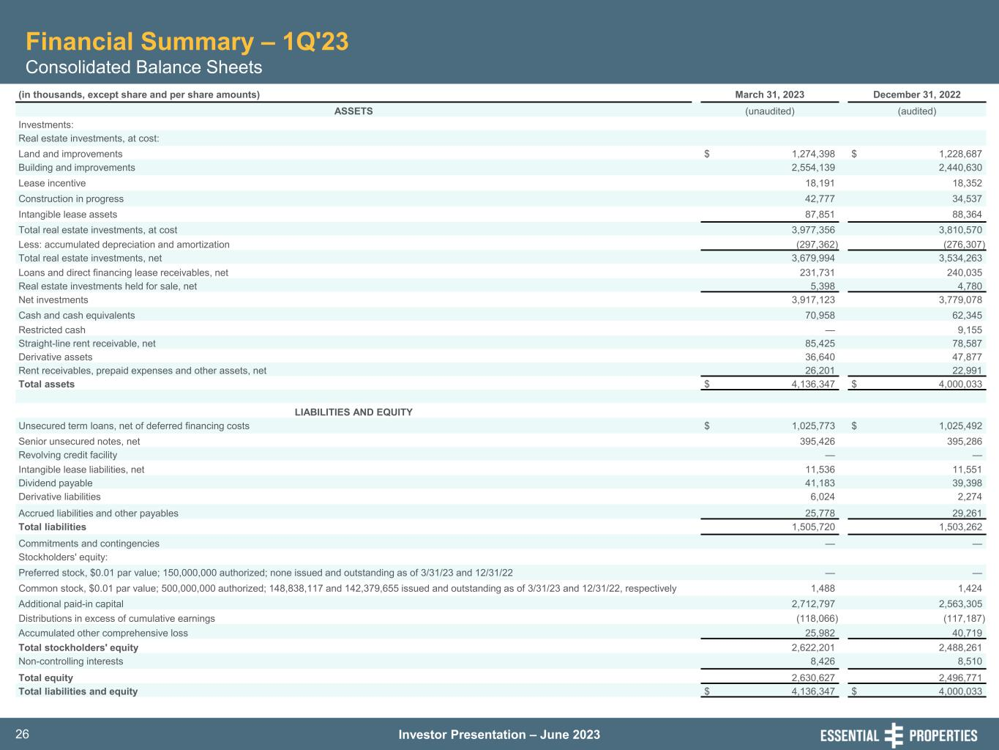 Financial Summary – 1Q'23
Consolidated Balance Sheets
(in thousands, except share and per share amounts) March 31, 2023 December 31, 2022
ASSETS (unaudited) (audited)
Investments:
Real estate investments, at cost:
Land and improvements $ 1,274,398 $ 1,228,687
Building and improvements 2,554,139 2,440,630
Lease incentive 18,191 18,352
Construction in progress 42,777 34,537
Intangible lease assets 87,851 88,364
Total real estate investments, at cost 3,977,356 3,810,570
Less: accumulated depreciation and amortization (297,362) (276,307)
Total real estate investments, net 3,679,994 3,534,263
Loans and direct financing lease receivables, net 231,731 240,035
Real estate investments held for sale, net 5,398 4,780
Net investments 3,917,123 3,779,078
Cash and cash equivalents 70,958 62,345
Restricted cash — 9,155
Straight-line rent receivable, net 85,425 78,587
Derivative assets 36,640 47,877
Rent receivables, prepaid expenses and other assets, net 26,201 22,991
Total assets $ 4,136,347 $ 4,000,033
LIABILITIES AND EQUITY
Unsecured term loans, net of deferred financing costs $ 1,025,773 $ 1,025,492
Senior unsecured notes, net 395,426 395,286
Revolving credit facility — —
Intangible lease liabilities, net 11,536 11,551
Dividend payable 41,183 39,398
Derivative liabilities 6,024 2,274
Accrued liabilities and other payables 25,778 29,261
Total liabilities 1,505,720 1,503,262
Commitments and contingencies — —
Stockholders' equity:
Preferred stock, $0.01 par value; 150,000,000 authorized; none issued and outstanding as of 3/31/23 and 12/31/22 — —
Common stock, $0.01 par value; 500,000,000 authorized; 148,838,117 and 142,379,655 issued and outstanding as of 3/31/23 and 12/31/22, respectively 1,488 1,424
Additional paid-in capital 2,712,797 2,563,305
Distributions in excess of cumulative earnings (118,066) (117,187)
Accumulated other comprehensive loss 25,982 40,719
Total stockholders' equity 2,622,201 2,488,261
Non-controlling interests 8,426 8,510
Total equity 2,630,627 2,496,771
Total liabilities and equity $ 4,136,347 $ 4,000,033
26 Investor Presentation – June 2023 ESSENTIAL PROPERTIES